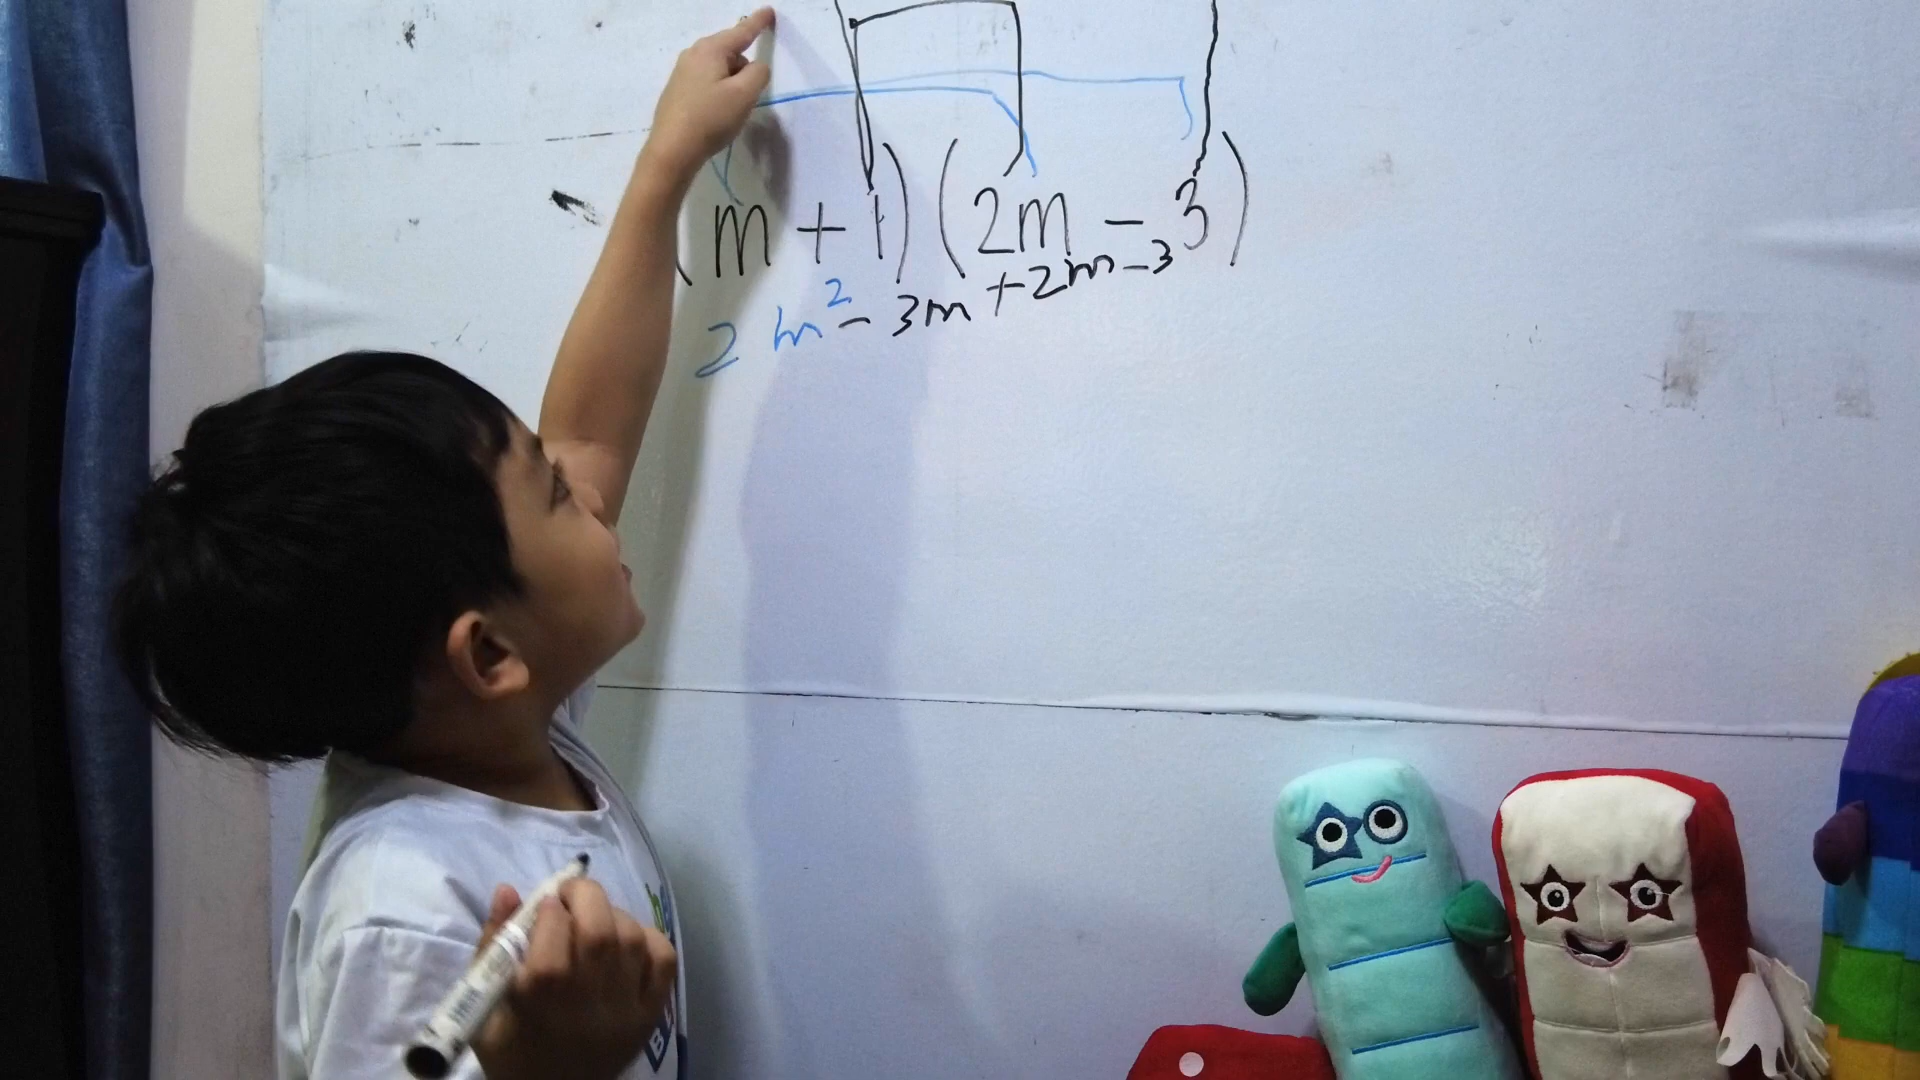 (m + 1) (2m - 3)
2m² - 3m + 2m - 3